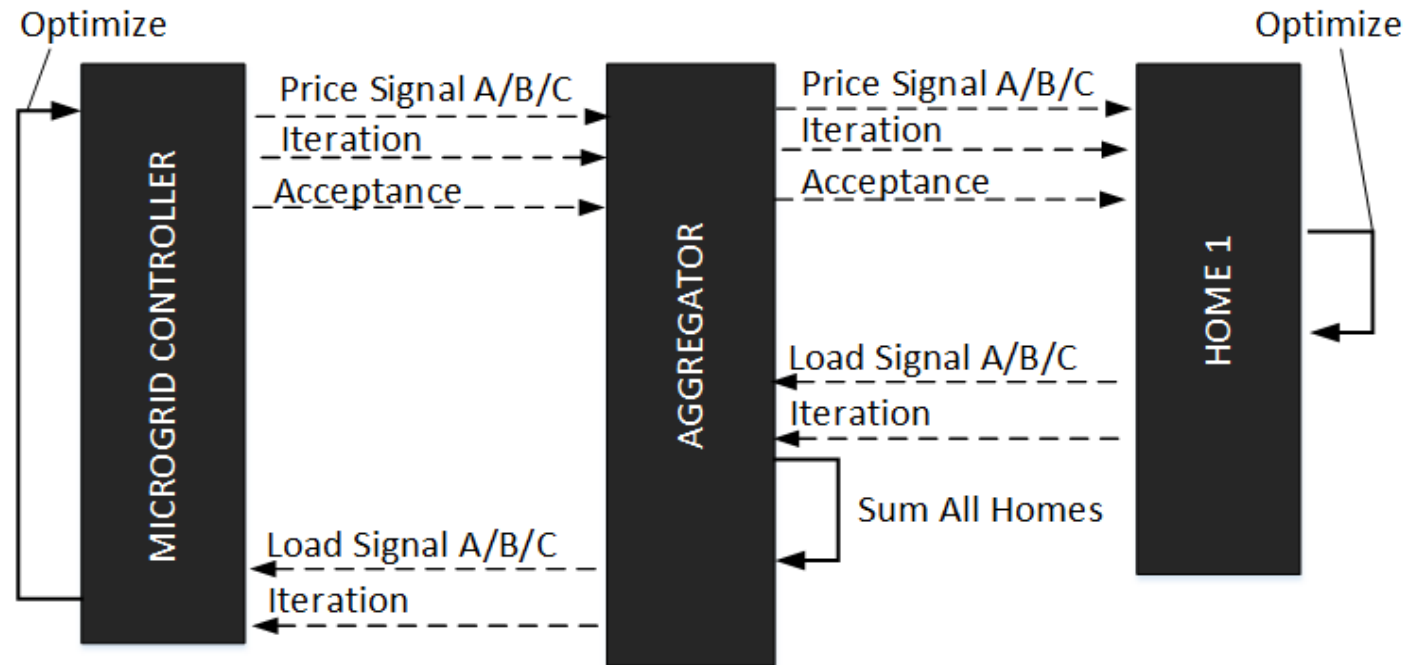 Optimize
Optimize
Price Signal A/B/C
Iteration
Acceptance
Price Signal A/B/C
Iteration
Acceptance
MICROGRID CONTROLLER
AGGREGATOR
HOME 1
Load Signal A/B/C
Iteration
Sum All Homes
Load Signal A/B/C
Iteration